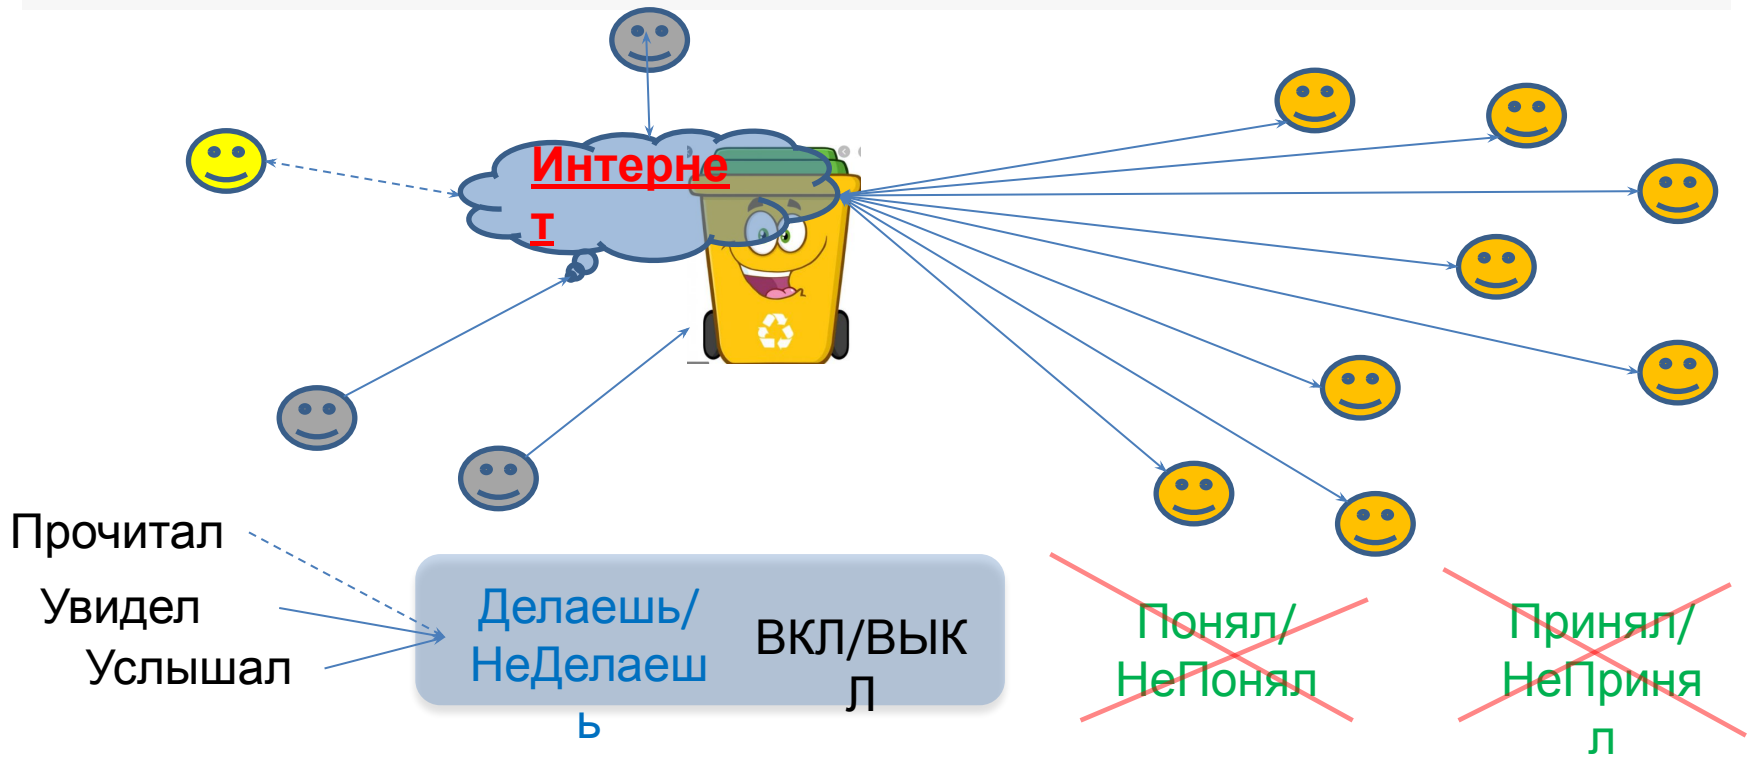 Интерне
т
Прочитал
Увидел
Услышал
Делаешь/
НеДелаеш
ь
ВКЛ/ВЫК
Л
Понял/
НеПонял
Принял/
НеПриня
л